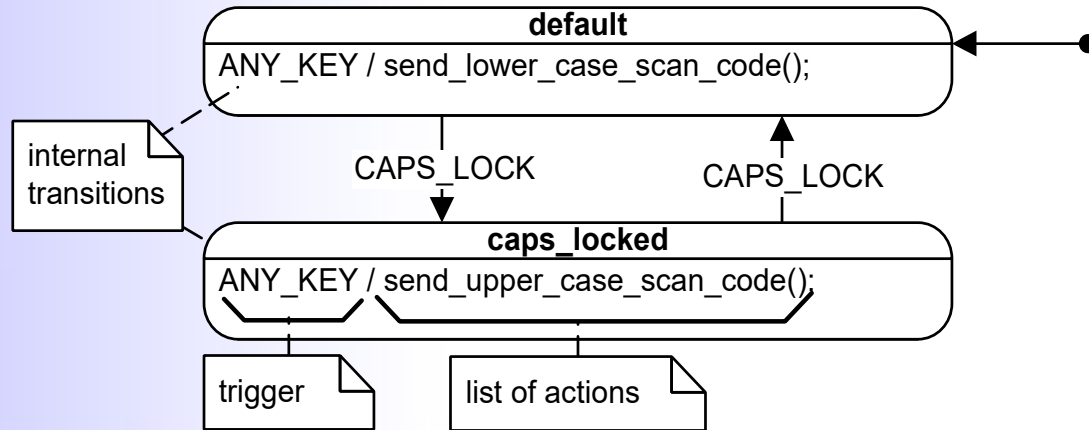 default
ANY_KEY / send_lower_case_scan_code();
internal
transitions
CAPS_LOCK
CAPS_LOCK
caps_locked
ANY_KEY / send_upper_case_scan_code();
trigger
list of actions